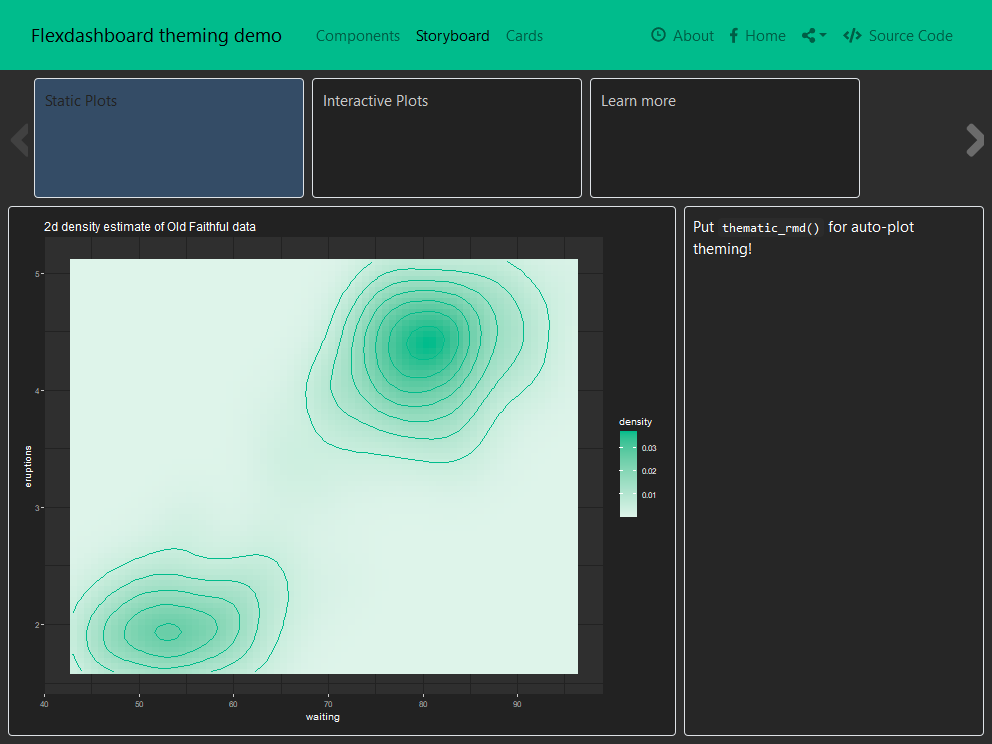 Flexdashboard theming demo Components Storyboard Cards About Home Source Code
Static Plots Interactive Plots Learn more
2d density estimate of Old Faithful data
5
4
3
2
eruptions
40 50 60 70 80 90
waiting
density
0.03
0.02
0.01
Put thematic_rmd() for auto-plot
theming!